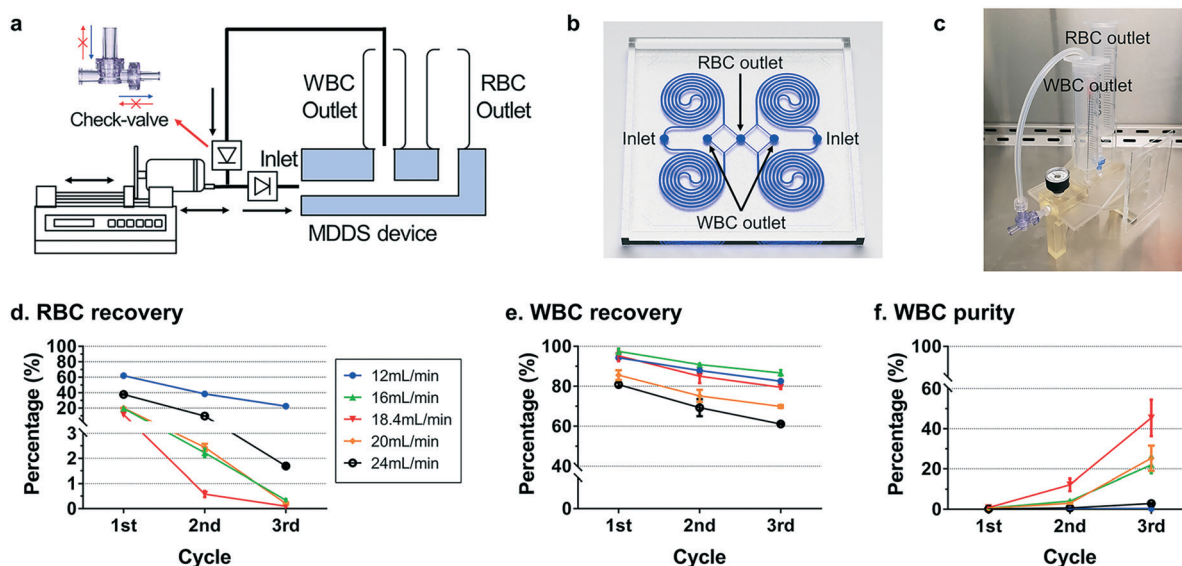 a
Check-valve
WBC
Outlet
RBC
Outlet
Inlet
MDDS device
b
RBC outlet
Inlet
Inlet
WBC outlet
c
RBC outlet
WBC outlet
d. RBC recovery
Percentage (%)
100
80
60
40
20
3
2
1
0
1st 2nd 3rd
Cycle
12mL/min
16mL/min
18.4mL/min
20mL/min
24mL/min
e. WBC recovery
Percentage (%)
100
80
60
40
0
1st 2nd 3rd
Cycle
f. WBC purity
Percentage (%)
100
60
40
20
0
1st 2nd 3rd
Cycle